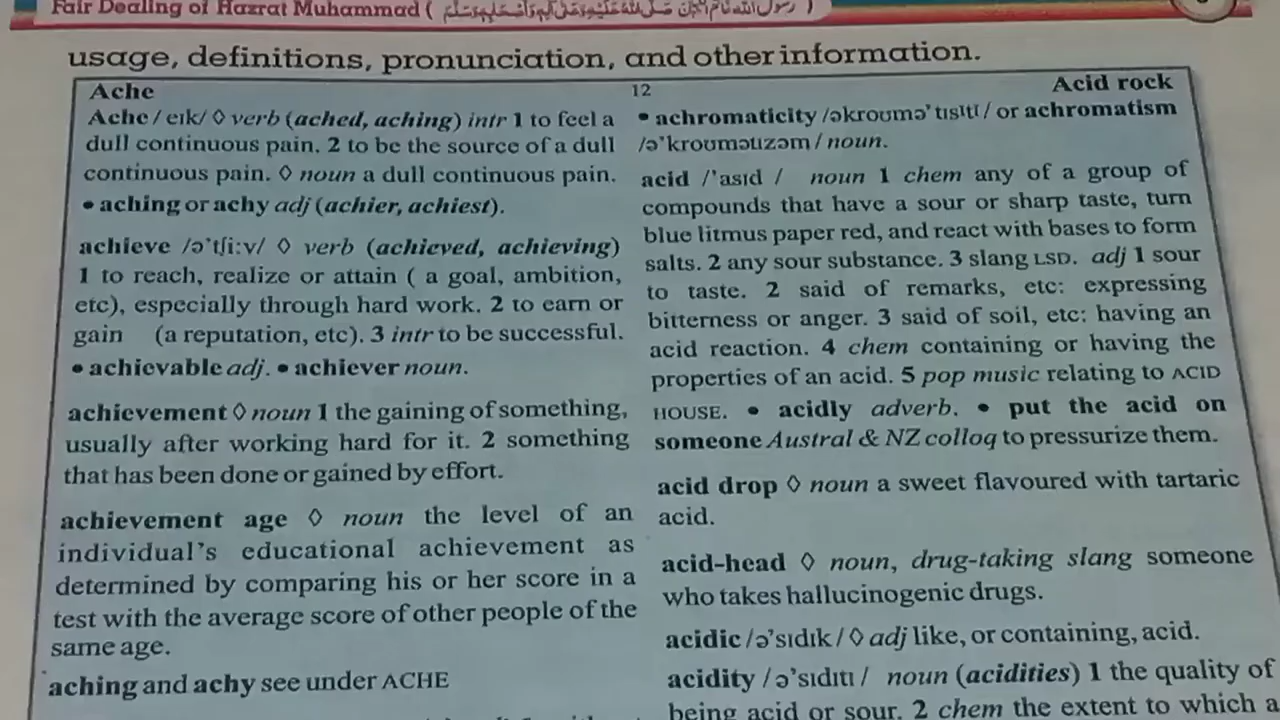 Fair Dealing of Hazrat Muhammad (
usage, definitions, pronunciation, and other information.
Ache 12 Acid rock
Ache / eɪk/ ◊ verb (ached, aching) intr 1 to feel a
dull continuous pain. 2 to be the source of a dull
continuous pain. ◊ noun a dull continuous pain.
• aching or achy adj (achier, achiest).
achieve /ə'tʃi:v/ ◊ verb (achieved, achieving)
1 to reach, realize or attain ( a goal, ambition,
etc), especially through hard work. 2 to earn or
gain (a reputation, etc). 3 intr to be successful.
• achievable adj. • achiever noun.
achievement ◊ noun 1 the gaining of something,
usually after working hard for it. 2 something
that has been done or gained by effort.
achievement age ◊ noun the level of an
individual's educational achievement as
determined by comparing his or her score in a
test with the average score of other people of the
same age.
aching and achy see under ACHE
• achromaticity /əkroʊmə'tɪsɪtɪ / or achromatism
/ə'kroʊmətɪzəm / noun.
acid /'asɪd / noun 1 chem any of a group of
compounds that have a sour or sharp taste, turn
blue litmus paper red, and react with bases to form
salts. 2 any sour substance. 3 slang LSD. adj 1 sour
to taste. 2 said of remarks, etc: expressing
bitterness or anger. 3 said of soil, etc: having an
acid reaction. 4 chem containing or having the
properties of an acid. 5 pop music relating to ACID
HOUSE. • acidly adverb. • put the acid on
someone Austral & NZ colloq to pressurize them.
acid drop ◊ noun a sweet flavoured with tartaric
acid.
acid-head ◊ noun, drug-taking slang someone
who takes hallucinogenic drugs.
acidic /ə'sɪdɪk / ◊ adj like, or containing, acid.
acidity / ə'sɪdɪtɪ / noun (acidities) 1 the quality of
being acid or sour. 2 chem the extent to which a